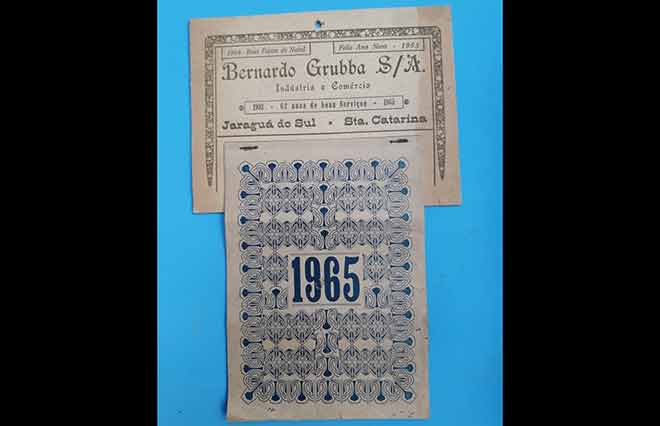 1964 - Boas Festas de Natal
Feliz Ano Novo - 1965
Bernardo Grubba S/A.
Indústria e Comércio
1903 - 62 anos de bons Serviços - 1965
Jaraguá do Sul - Sta. Catarina
1965